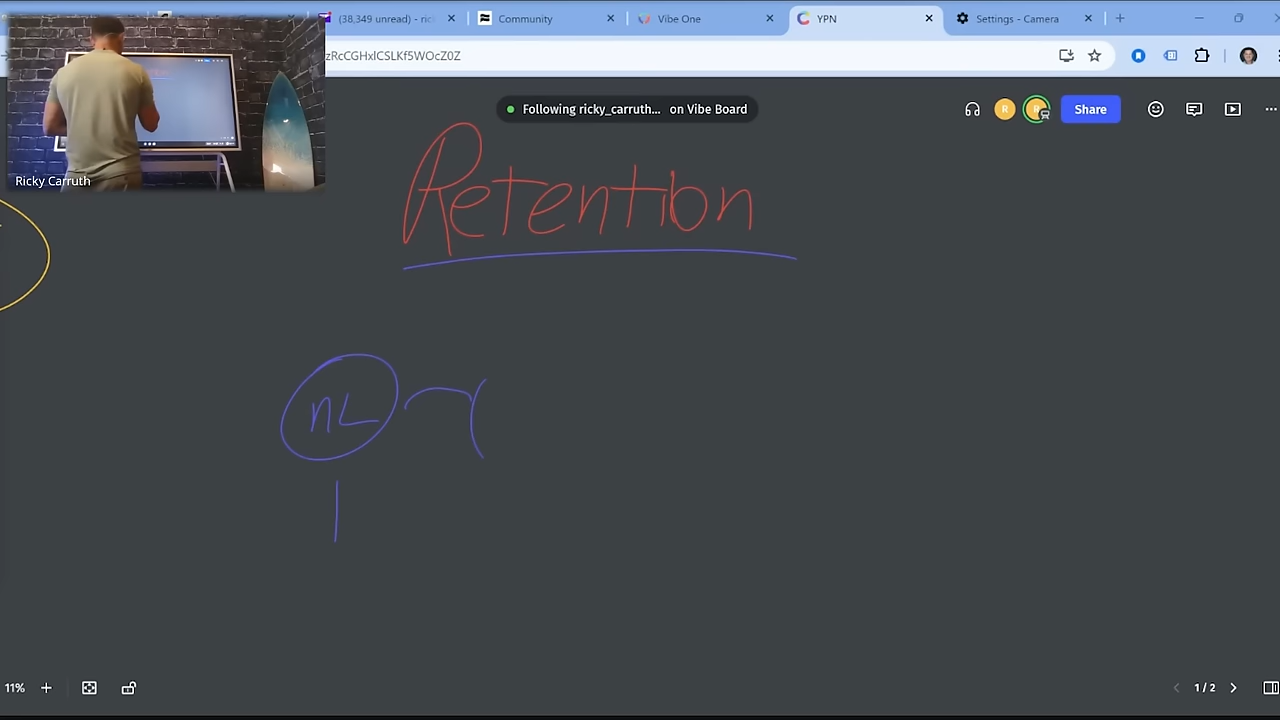 (38,349 unread) - rick
Community
Vibe One
YPN
Settings - Camera
zRcCGHxlCSLKf5WOcZ0Z
Following ricky_carruth... on Vibe Board
R
R
Share
Ricky Carruth
Retention
nL
11%
1 / 2